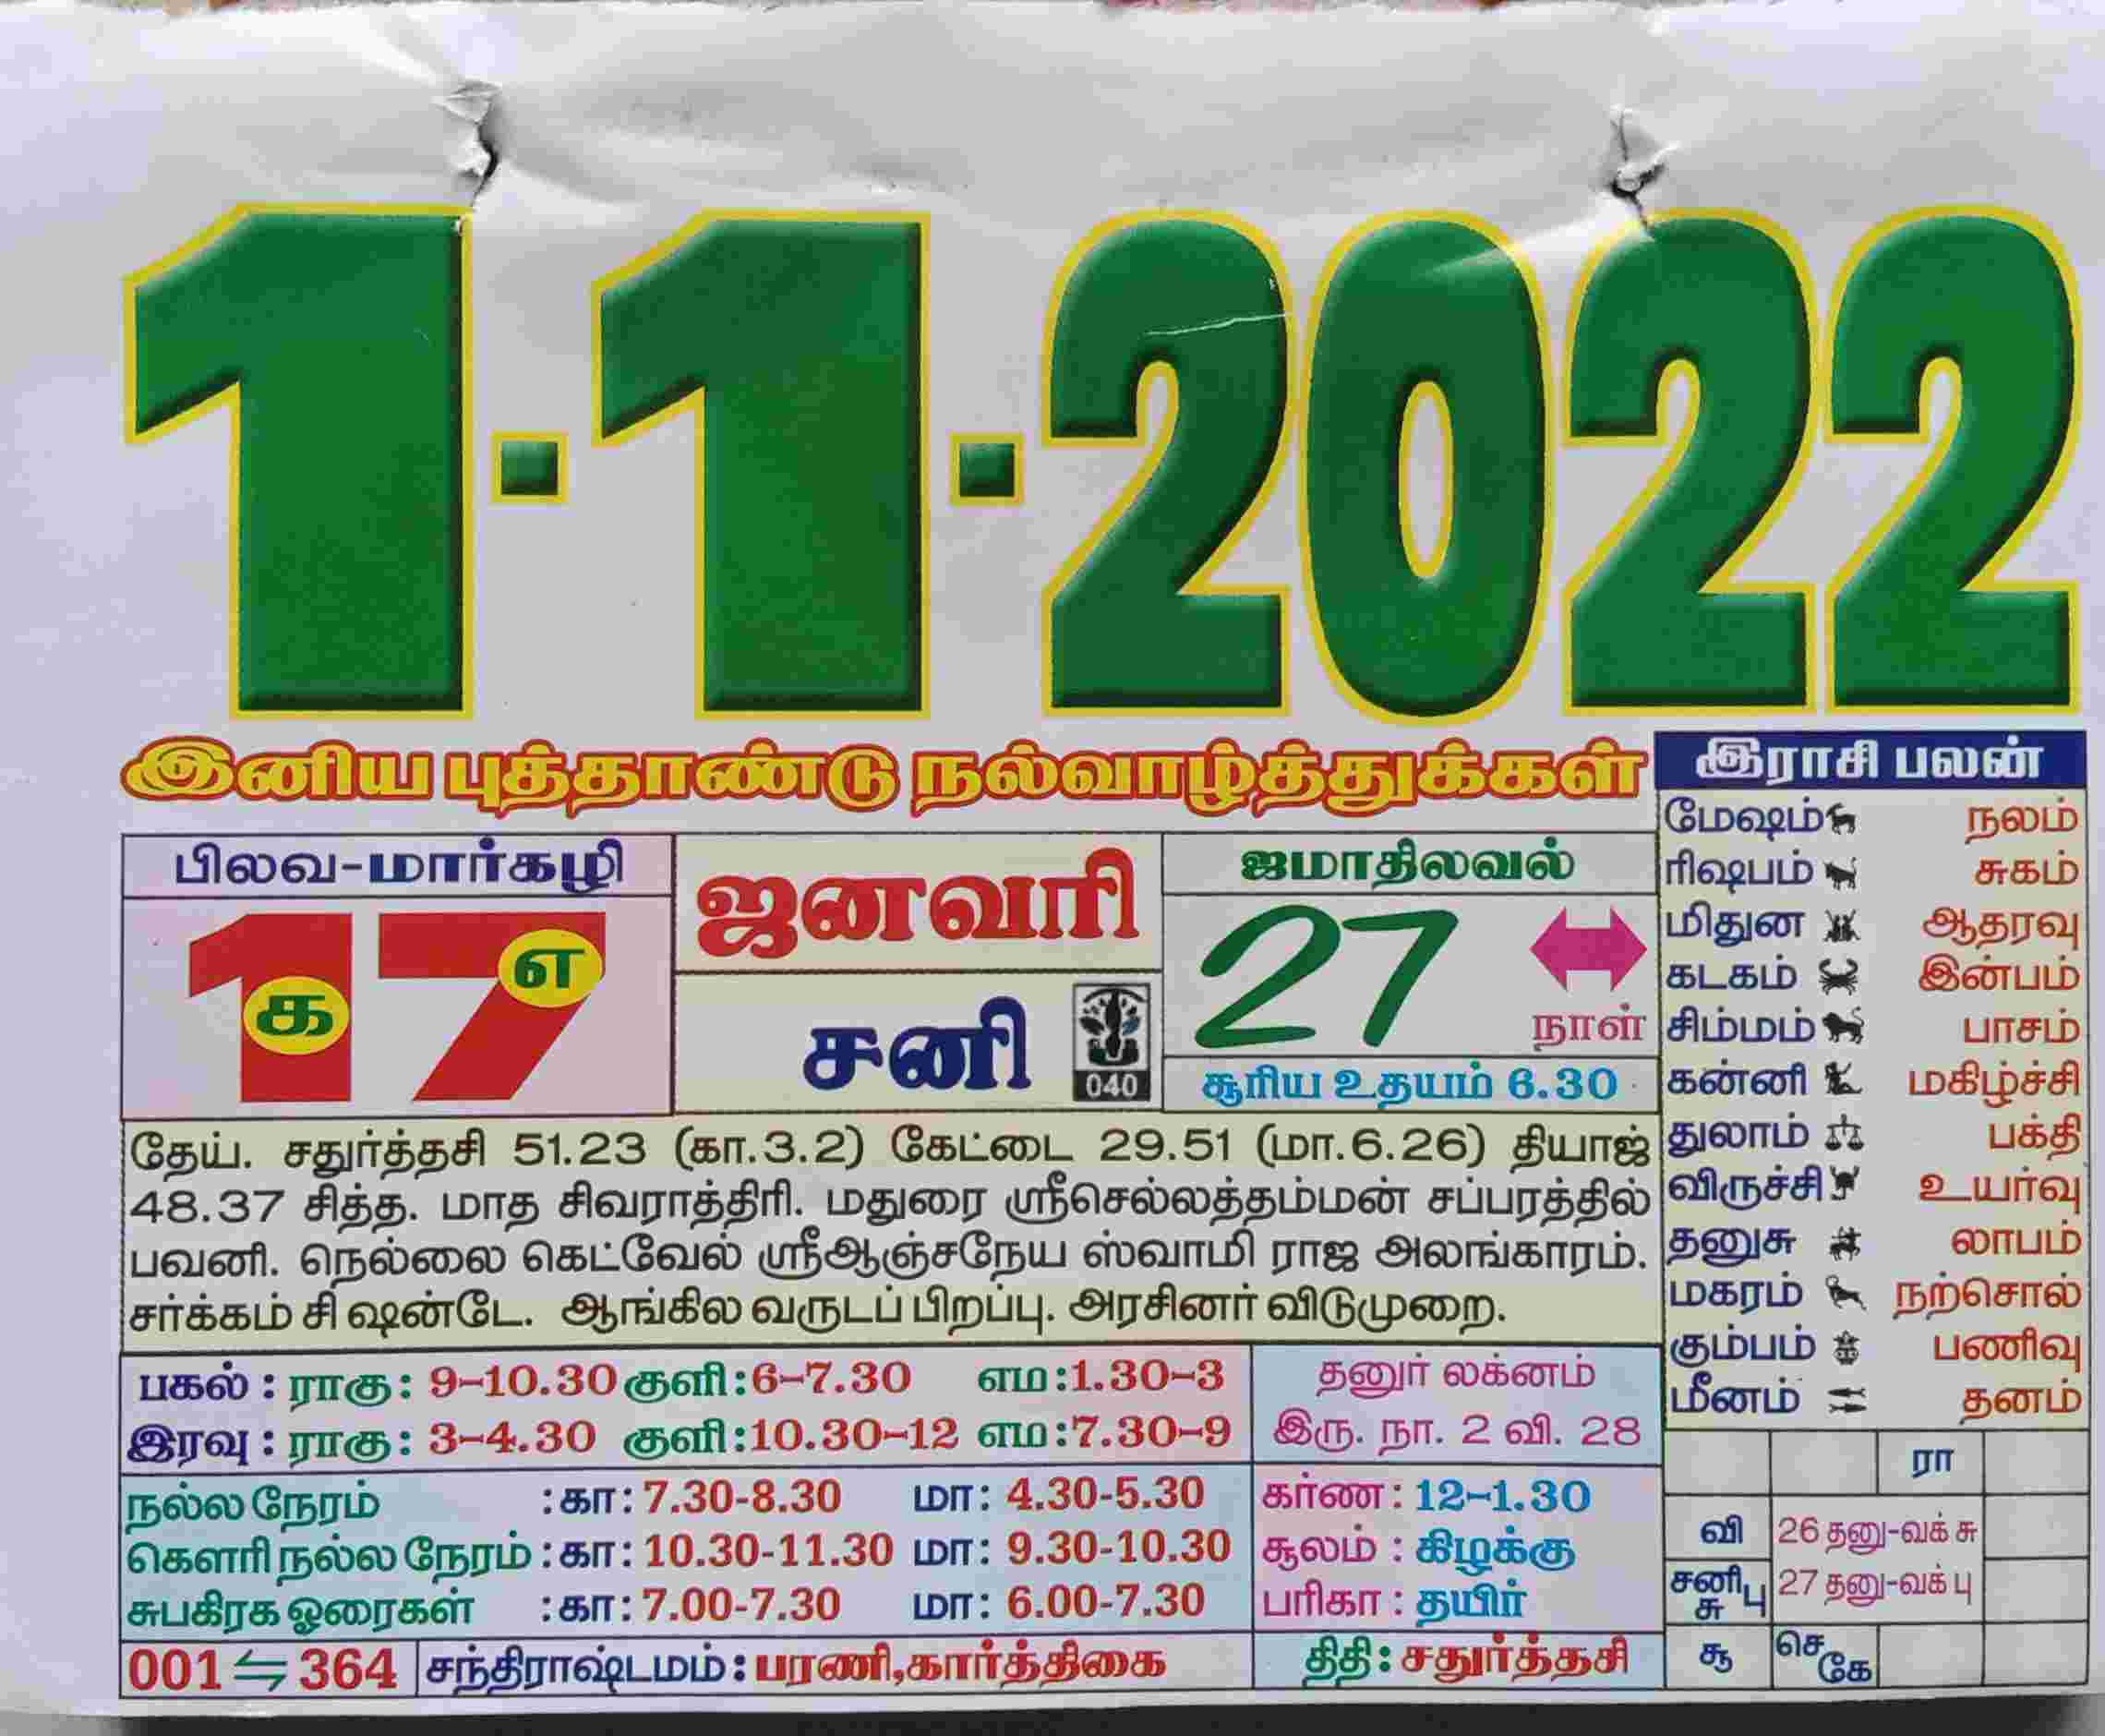 1-1-2022
இனிய புத்தாண்டு நல்வாழ்த்துக்கள்
பிலவ-மார்கழி
17
க எ
ஜனவரி
சனி
040
ஜமாதிலவல்
27
நாள்
சூரிய உதயம் 6.30
தேய். சதுர்த்தசி 51.23 (கா.3.2) கேட்டை 29.51 (மா.6.26) தியாஜ்
48.37 சித்த. மாத சிவராத்திரி. மதுரை ஸ்ரீசெல்லத்தம்மன் சப்பரத்தில்
பவனி. நெல்லை கெட்வேல் ஸ்ரீஆஞ்சநேய ஸ்வாமி ராஜ அலங்காரம்.
சர்க்கம் சி ஷன்டே. ஆங்கில வருடப் பிறப்பு. அரசினர் விடுமுறை.
பகல் : ராகு : 9-10.30 குளி : 6-7.30 எம : 1.30-3
இரவு : ராகு : 3-4.30 குளி : 10.30-12 எம : 7.30-9
தனுர் லக்னம்
இரு. நா. 2 வி. 28
நல்ல நேரம் : கா : 7.30-8.30 மா : 4.30-5.30
கௌரி நல்ல நேரம் : கா : 10.30-11.30 மா : 9.30-10.30
சுபகிரக ஓரைகள் : கா : 7.00-7.30 மா : 6.00-7.30
கர்ண : 12-1.30
சூலம் : கிழக்கு
பரிகா : தயிர்
001 ⇋ 364
சந்திராஷ்டமம் : பரணி,கார்த்திகை
திதி : சதுர்த்தசி
இராசி பலன்
மேஷம் நலம்
ரிஷபம் சுகம்
மிதுன ஆதரவு
கடகம் இன்பம்
சிம்மம் பாசம்
கன்னி மகிழ்ச்சி
துலாம் பக்தி
விருச்சி உயர்வு
தனுசு லாபம்
மகரம் நற்சொல்
கும்பம் பணிவு
மீனம் தனம்
ரா
வி 26 தனு-வக் சு
சனி சு பு 27 தனு-வக் பு
சூ செ கே